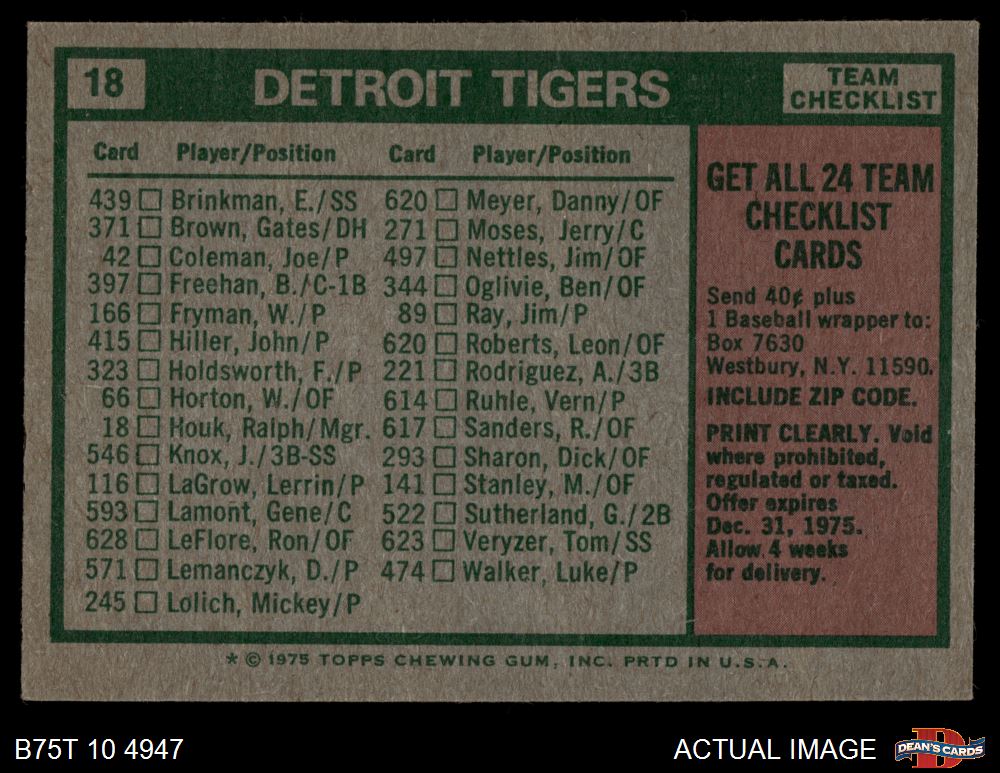 18 DETROIT TIGERS TEAM CHECKLIST
Card Player/Position Card Player/Position
439 □ Brinkman, E./SS 620 □ Meyer, Danny/OF
371 □ Brown, Gates/DH 271 □ Moses, Jerry/C
42 □ Coleman, Joe/P 497 □ Nettles, Jim/OF
397 □ Freehan, B./C-1B 344 □ Oglivie, Ben/OF
166 □ Fryman, W./P 89 □ Ray, Jim/P
415 □ Hiller, John/P 620 □ Roberts, Leon/OF
323 □ Holdsworth, F./P 221 □ Rodriguez, A./3B
66 □ Horton, W./OF 614 □ Ruhle, Vern/P
18 □ Houk, Ralph/Mgr. 617 □ Sanders, R./OF
546 □ Knox, J./3B-SS 293 □ Sharon, Dick/OF
116 □ LaGrow, Lerrin/P 141 □ Stanley, M./OF
593 □ Lamont, Gene/C 522 □ Sutherland, G./2B
628 □ LeFlore, Ron/OF 623 □ Veryzer, Tom/SS
571 □ Lemanczyk, D./P 474 □ Walker, Luke/P
245 □ Lolich, Mickey/P
GET ALL 24 TEAM
CHECKLIST
CARDS
Send 40¢ plus
1 Baseball wrapper to:
Box 7630
Westbury, N.Y. 11590.
INCLUDE ZIP CODE.
PRINT CLEARLY. Void
where prohibited,
regulated or taxed.
Offer expires
Dec. 31, 1975.
Allow 4 weeks
for delivery.
* © 1975 TOPPS CHEWING GUM, INC. PRTD IN U.S.A.
B75T 10 4947 ACTUAL IMAGE DEAN'S CARDS